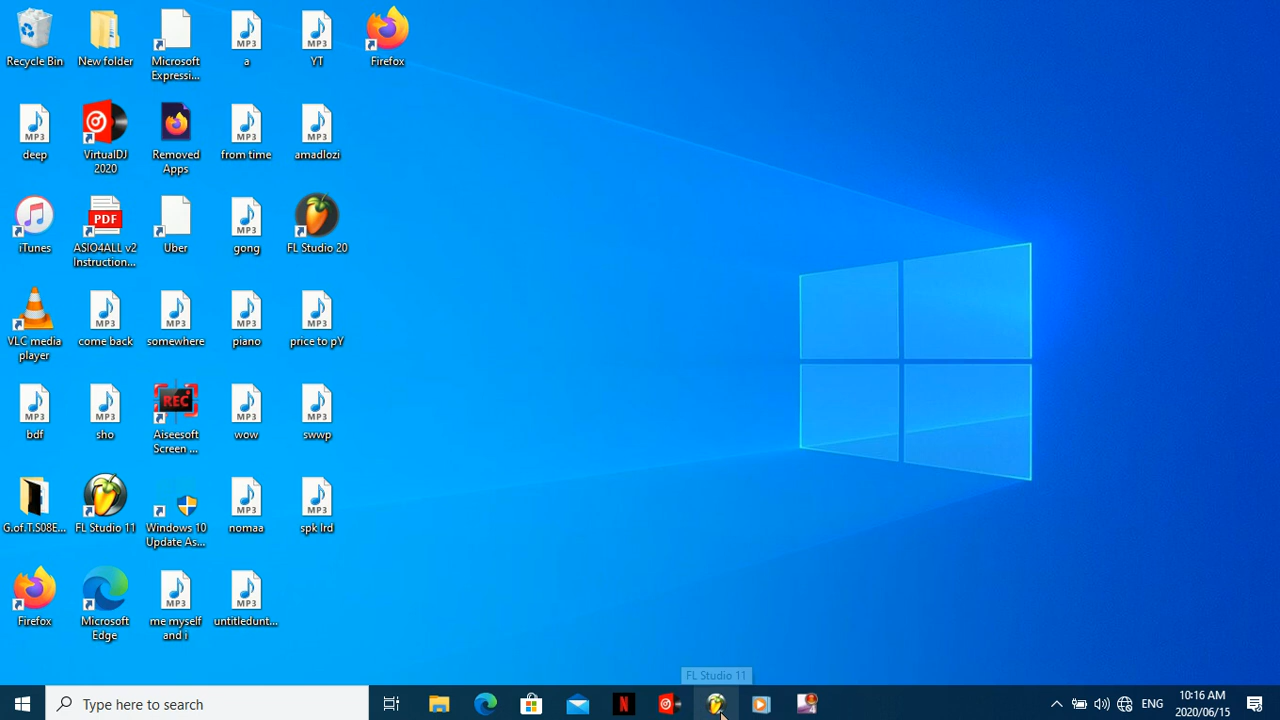 Recycle Bin
New folder
Microsoft
Expressi...
MP3
a
MP3
YT
Firefox
MP3
deep
VirtualDJ
2020
Removed
Apps
MP3
from time
MP3
amadlozi
iTunes
PDF
ASIO4ALL v2
Instruction...
Uber
MP3
gong
FL Studio 20
VLC media
player
MP3
come back
MP3
somewhere
MP3
piano
MP3
price to pY
MP3
bdf
MP3
sho
REC
Aiseesoft
Screen ...
MP3
wow
MP3
swwp
G.of.T.S08E...
FL Studio 11
Windows 10
Update As...
MP3
nomaa
MP3
spk lrd
Firefox
Microsoft
Edge
MP3
me myself
and i
MP3
untitledunt...
FL Studio 11
Type here to search
N
ENG
10:16 AM
2020/06/15